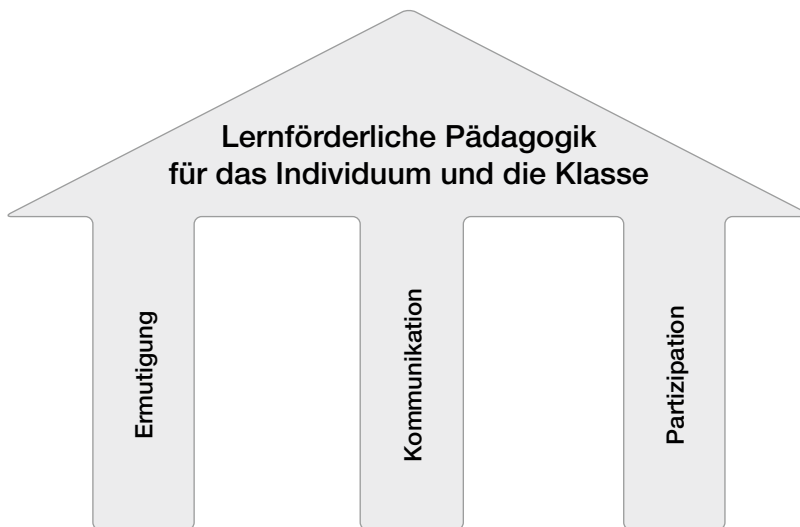 Lernförderliche Pädagogik
für das Individuum und die Klasse
Ermutigung
Kommunikation
Partizipation